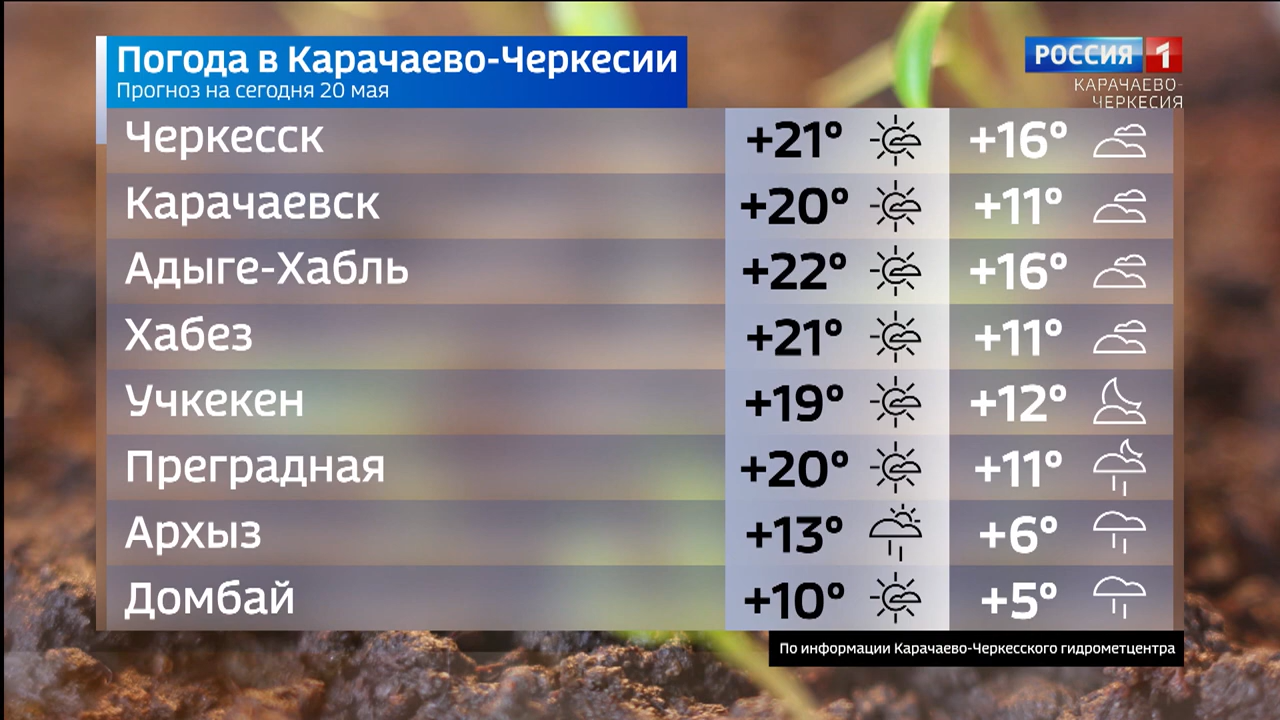 Погода в Карачаево-Черкесии
Прогноз на сегодня 20 мая
РОССИЯ 1
КАРАЧАЕВО-
ЧЕРКЕСИЯ
Черкесск +21° +16°
Карачаевск +20° +11°
Адыге-Хабль +22° +16°
Хабез +21° +11°
Учкекен +19° +12°
Преградная +20° +11°
Архыз +13° +6°
Домбай +10° +5°
По информации Карачаево-Черкесского гидрометцентра